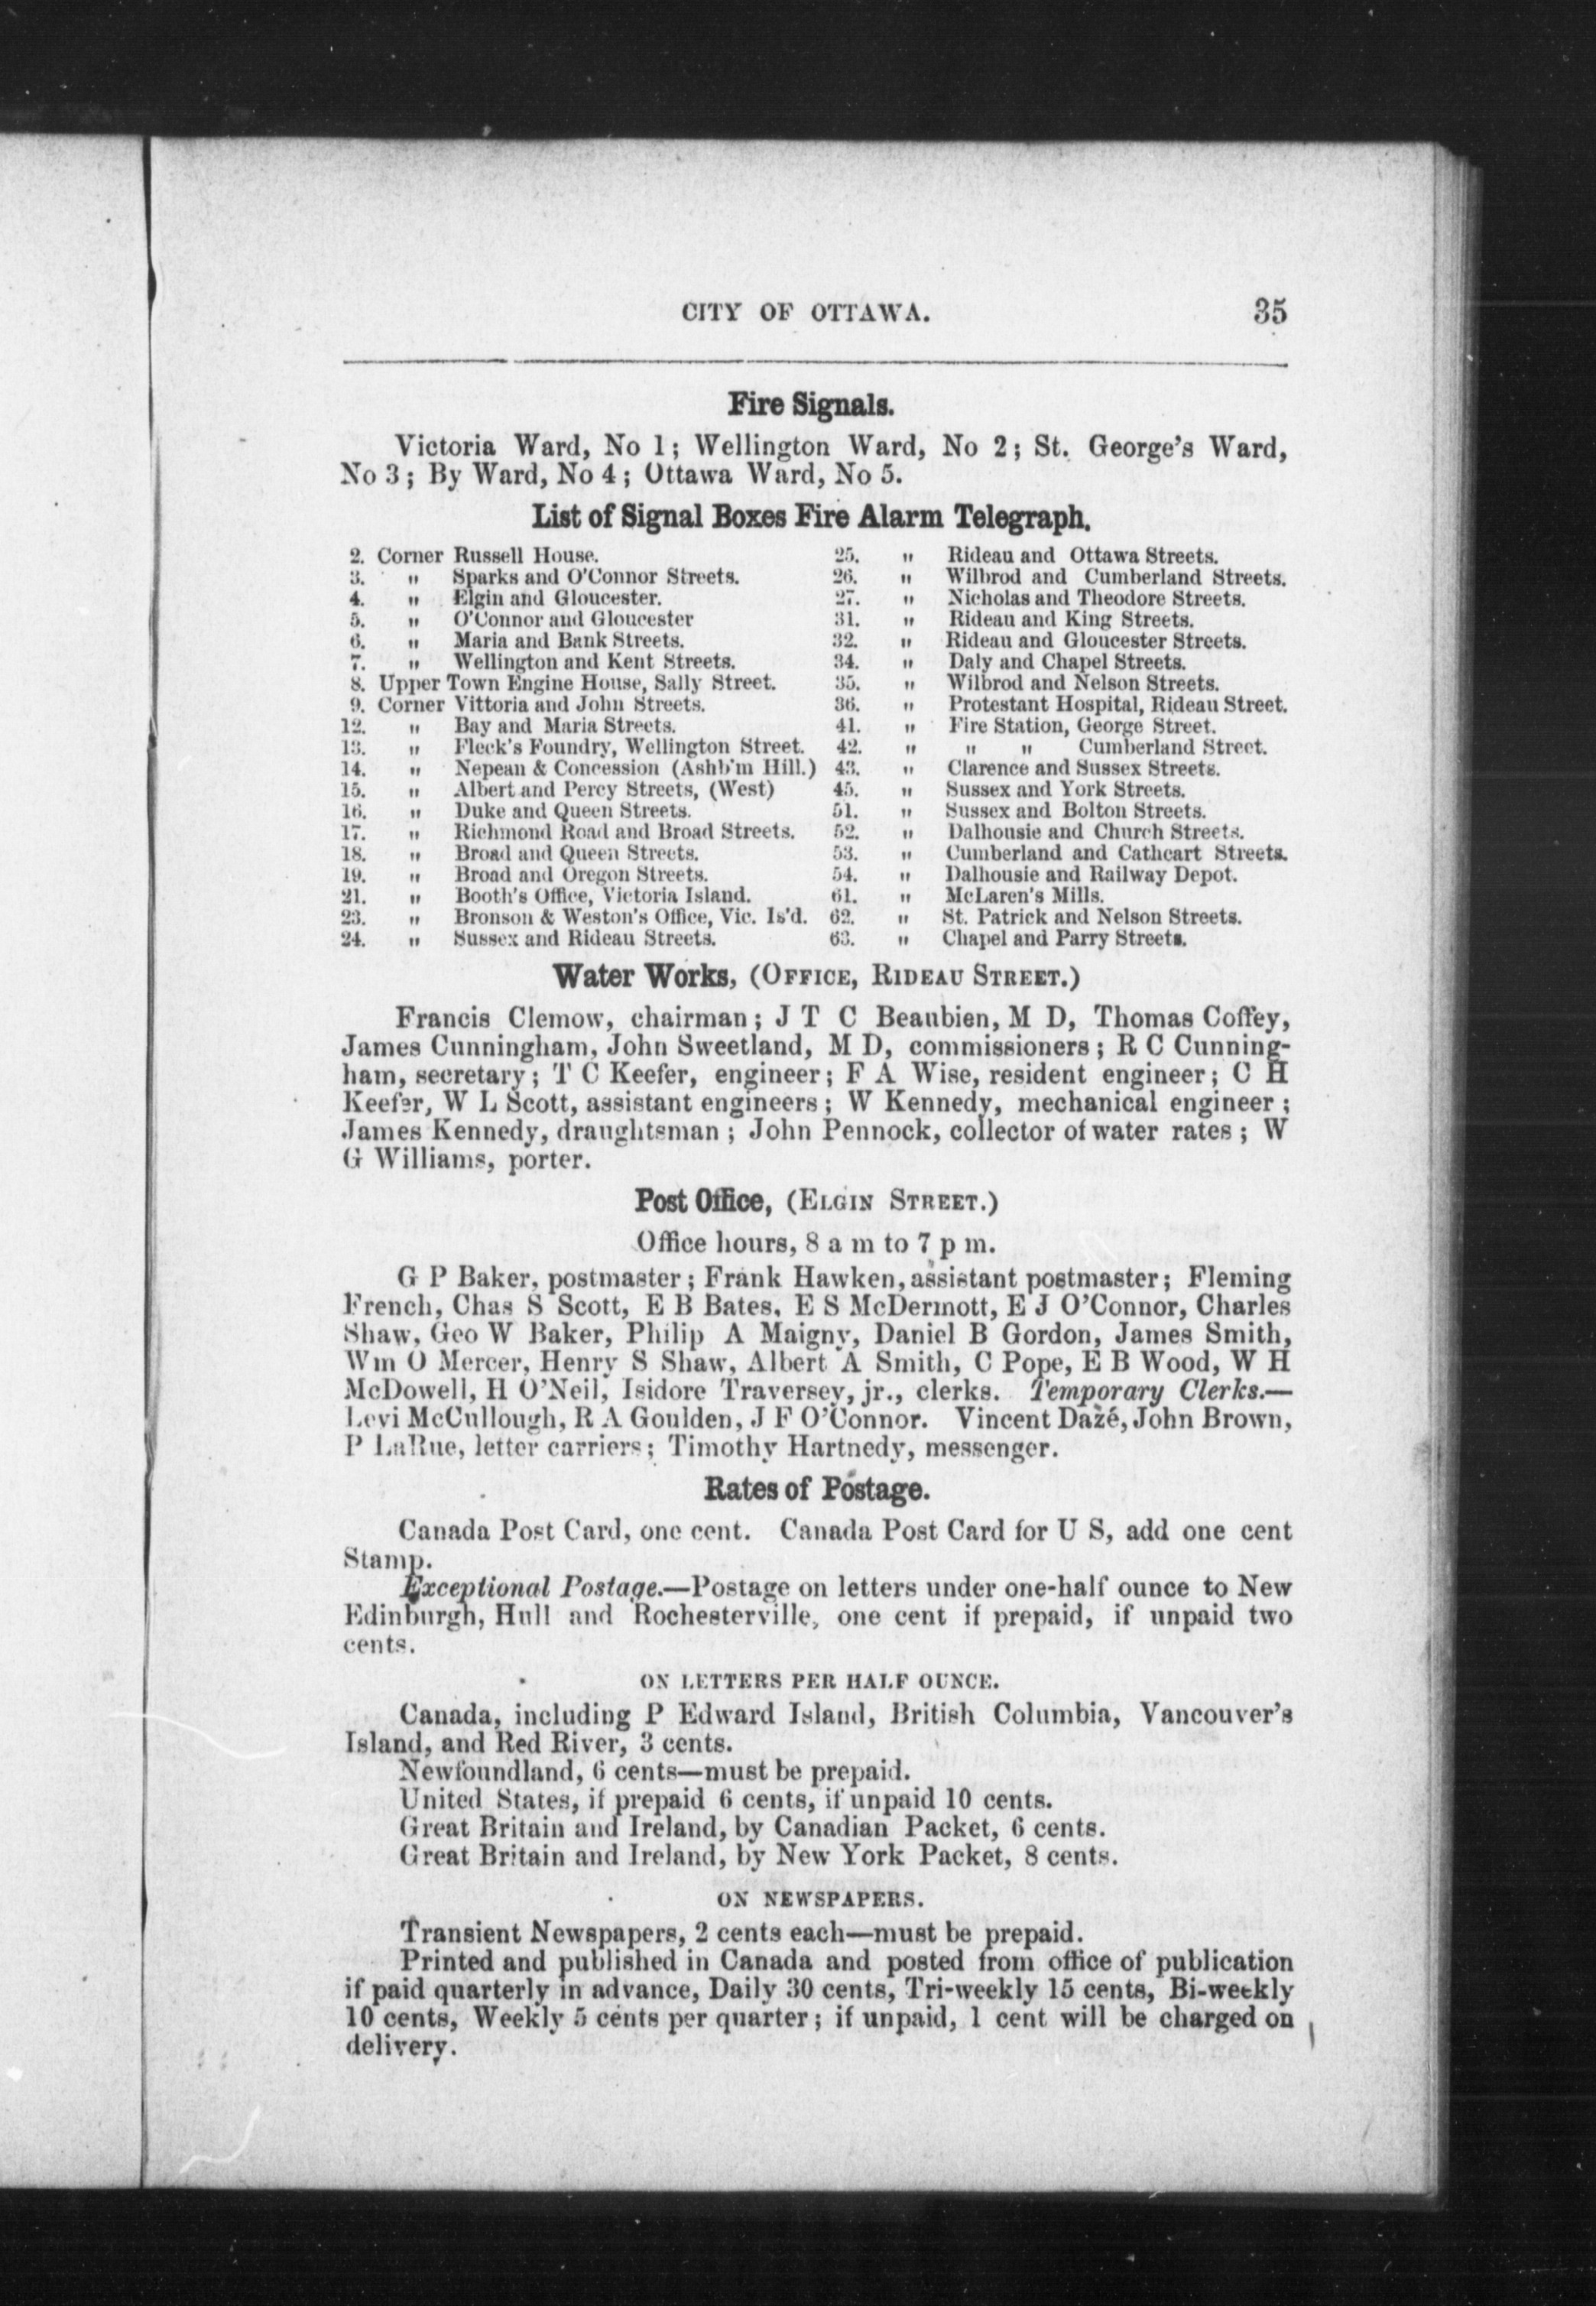 CITY OF OTTAWA. 35
Fire Signals.
Victoria Ward, No 1; Wellington Ward, No 2; St. George's Ward,
No 3; By Ward, No 4; Ottawa Ward, No 5.
List of Signal Boxes Fire Alarm Telegraph.
2. Corner Russell House.
3. " Sparks and O'Connor Streets.
4. " Elgin and Gloucester.
5. " O'Connor and Gloucester
6. " Maria and Bank Streets.
7. " Wellington and Kent Streets.
8. Upper Town Engine House, Sally Street.
9. Corner Vittoria and John Streets.
12. " Bay and Maria Streets.
13. " Fleck's Foundry, Wellington Street.
14. " Nepean & Concession (Ashb'm Hill.)
15. " Albert and Percy Streets, (West)
16. " Duke and Queen Streets.
17. " Richmond Road and Broad Streets.
18. " Broad and Queen Streets.
19. " Broad and Oregon Streets.
21. " Booth's Office, Victoria Island.
23. " Bronson & Weston's Office, Vic. Is'd.
24. " Sussex and Rideau Streets.
25. " Rideau and Ottawa Streets.
26. " Wilbrod and Cumberland Streets.
27. " Nicholas and Theodore Streets.
31. " Rideau and King Streets.
32. " Rideau and Gloucester Streets.
34. " Daly and Chapel Streets.
35. " Wilbrod and Nelson Streets.
36. " Protestant Hospital, Rideau Street.
41. " Fire Station, George Street.
42. " " " Cumberland Street.
43. " Clarence and Sussex Streets.
45. " Sussex and York Streets.
51. " Sussex and Bolton Streets.
52. " Dalhousie and Church Streets.
53. " Cumberland and Cathcart Streets.
54. " Dalhousie and Railway Depot.
61. " McLaren's Mills.
62. " St. Patrick and Nelson Streets.
63. " Chapel and Parry Streets.
Water Works, (OFFICE, RIDEAU STREET.)
Francis Clemow, chairman; J T C Beaubien, M D, Thomas Coffey,
James Cunningham, John Sweetland, M D, commissioners; R C Cunning-
ham, secretary; T C Keefer, engineer; F A Wise, resident engineer; C H
Keefer, W L Scott, assistant engineers; W Kennedy, mechanical engineer;
James Kennedy, draughtsman; John Pennock, collector of water rates; W
G Williams, porter.
Post Office, (ELGIN STREET.)
Office hours, 8 a m to 7 p m.
G P Baker, postmaster; Frank Hawken, assistant postmaster; Fleming
French, Chas S Scott, E B Bates, E S McDermott, E J O'Connor, Charles
Shaw, Geo W Baker, Philip A Maigny, Daniel B Gordon, James Smith,
Wm O Mercer, Henry S Shaw, Albert A Smith, C Pope, E B Wood, W H
McDowell, H O'Neil, Isidore Traversey, jr., clerks. Temporary Clerks.—
Levi McCullough, R A Goulden, J F O'Connor. Vincent Dazé, John Brown,
P LaRue, letter carriers; Timothy Hartnedy, messenger.
Rates of Postage.
Canada Post Card, one cent. Canada Post Card for U S, add one cent
Stamp.
Exceptional Postage.—Postage on letters under one-half ounce to New
Edinburgh, Hull and Rochesterville, one cent if prepaid, if unpaid two
cents.
ON LETTERS PER HALF OUNCE.
Canada, including P Edward Island, British Columbia, Vancouver's
Island, and Red River, 3 cents.
Newfoundland, 6 cents—must be prepaid.
United States, if prepaid 6 cents, if unpaid 10 cents.
Great Britain and Ireland, by Canadian Packet, 6 cents.
Great Britain and Ireland, by New York Packet, 8 cents.
ON NEWSPAPERS.
Transient Newspapers, 2 cents each—must be prepaid.
Printed and published in Canada and posted from office of publication
if paid quarterly in advance, Daily 30 cents, Tri-weekly 15 cents, Bi-weekly
10 cents, Weekly 5 cents per quarter; if unpaid, 1 cent will be charged on
delivery.